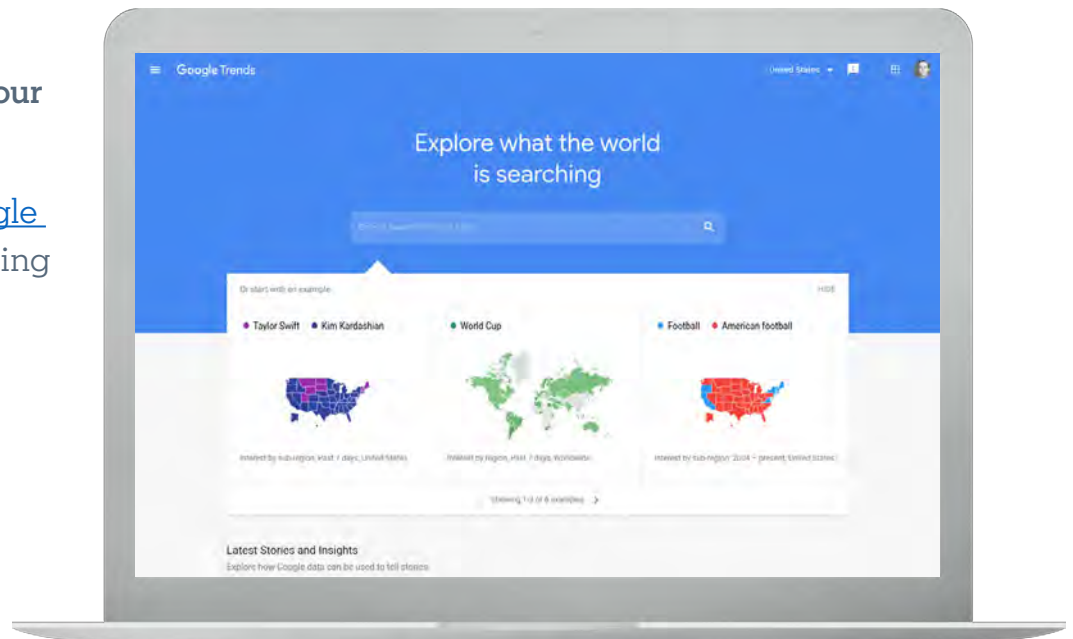 our
gle
ing
Google Trends
United States
Explore what the world
is searching
Or start with an example
HIDE
Taylor Swift Kim Kardashian
World Cup
Football American football
Interest by sub-region, Past 7 days, United States
Interest by region, Past 7 days, Worldwide
Interest by sub-region, 2004 – present, United States
Showing 1-3 of 6 examples
Latest Stories and Insights
Explore how Google data can be used to tell stories